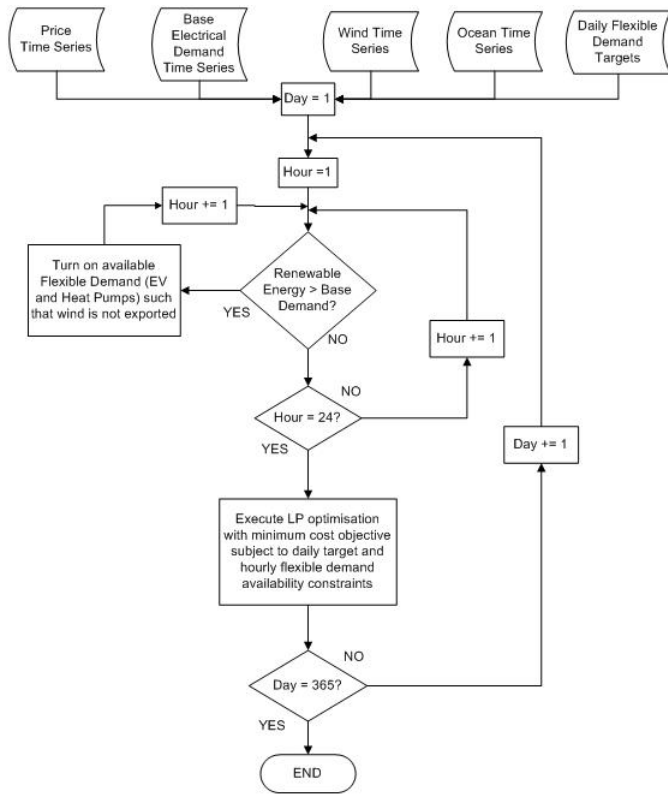 Price
Time Series
Base
Electrical
Demand
Time Series
Wind Time
Series
Ocean Time
Series
Daily Flexible
Demand
Targets
Day = 1
Hour =1
Hour += 1
Turn on available
Flexible Demand (EV
and Heat Pumps) such
that wind is not exported
Renewable
Energy > Base
Demand?
YES
NO
Hour += 1
Hour = 24?
NO
YES
Day += 1
Execute LP optimisation
with minimum cost objective
subject to daily target and
hourly flexible demand
availability constraints
Day = 365?
NO
YES
END